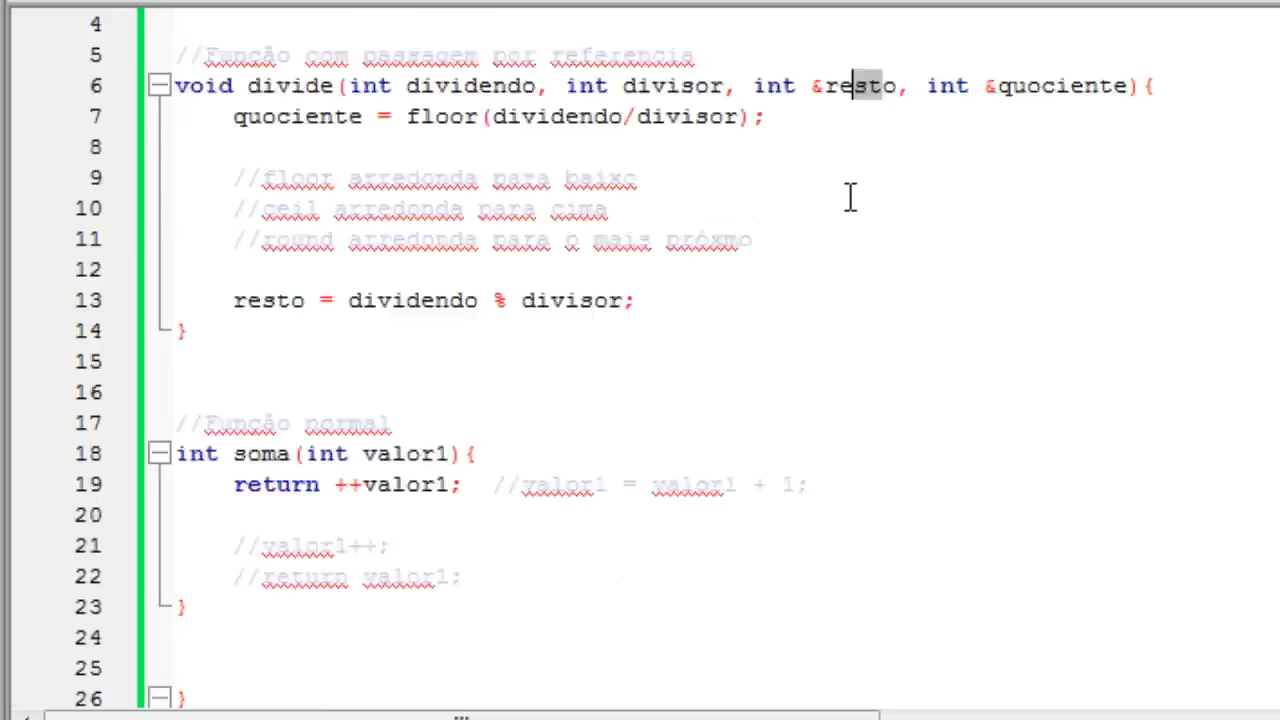 4
5 //Função com passagem por referencia
6 void divide(int dividendo, int divisor, int &resto, int &quociente){
7 quociente = floor(dividendo/divisor);
8
9 //floor arredonda para baixo
10 //ceil arredonda para cima
11 //round arredonda para o mais próxmo
12
13 resto = dividendo % divisor;
14 }
15
16
17 //Função normal
18 int soma(int valor1){
19 return ++valor1; //valor1 = valor1 + 1;
20
21 //valor1++;
22 //return valor1;
23 }
24
25
26 }